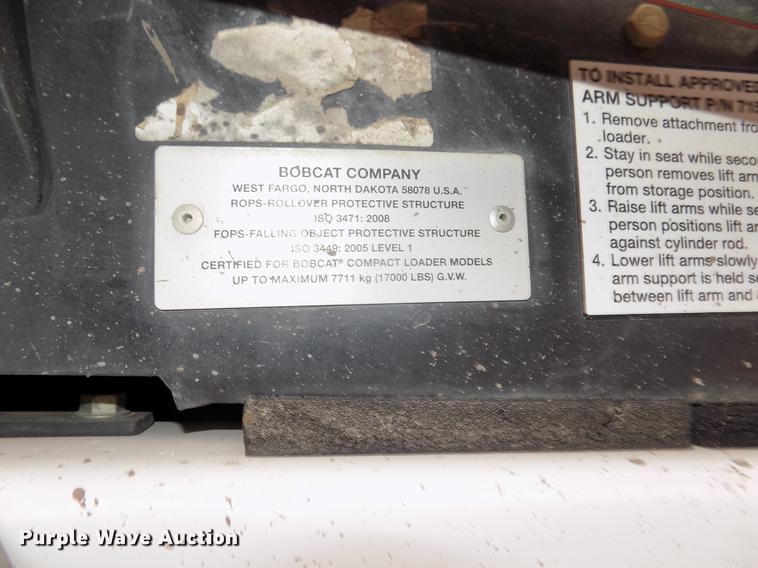 BOBCAT COMPANY
WEST FARGO, NORTH DAKOTA 58078 U.S.A.
ROPS-ROLLOVER PROTECTIVE STRUCTURE
ISO 3471: 2008
FOPS-FALLING OBJECT PROTECTIVE STRUCTURE
ISO 3449: 2005 LEVEL 1
CERTIFIED FOR BOBCAT® COMPACT LOADER MODELS
UP TO MAXIMUM 7711 kg (17000 LBS) G.V.W.
TO INSTALL APPROVED
ARM SUPPORT P/N
1. Remove attachment
loader.
2. Stay in seat while
person removes lift
from storage position.
3. Raise lift arms while
person positions lift
against cylinder rod.
4. Lower lift arms slowly
arm support is held
between lift arm and
Purple Wave Auction